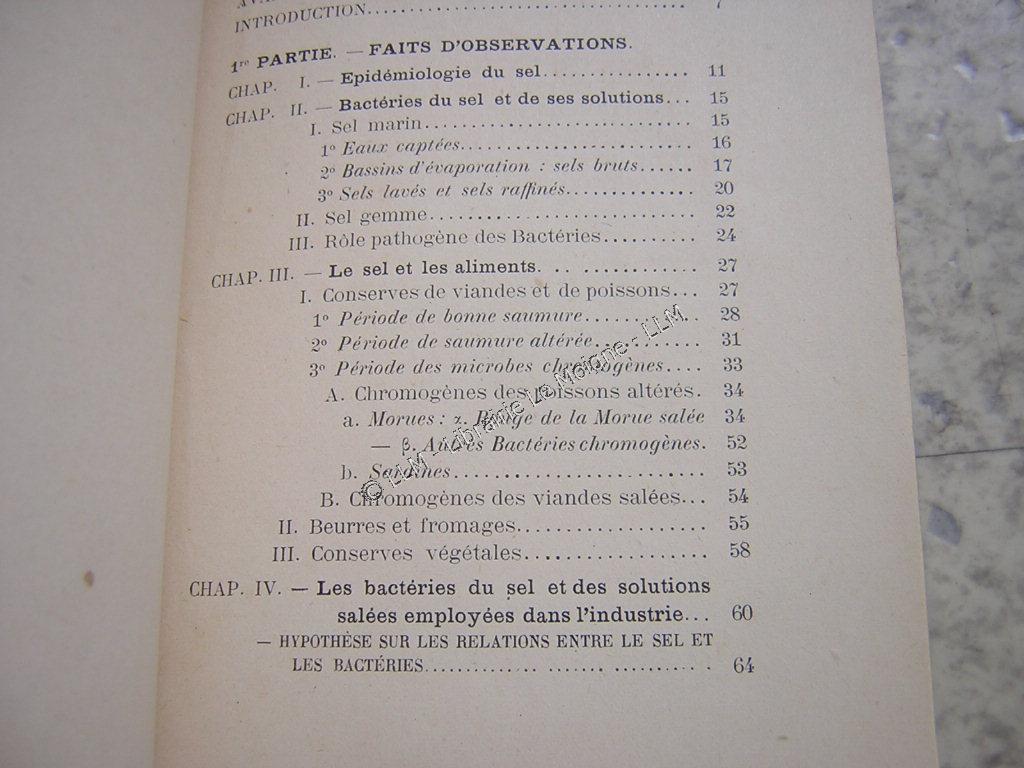 INTRODUCTION........ 7
1re PARTIE. — FAITS D'OBSERVATIONS.
CHAP. I. — Epidémiologie du sel........ 11
CHAP. II. — Bactéries du sel et de ses solutions... 15
I. Sel marin........ 15
1o Eaux captées........ 16
2o Bassins d'évaporation : sels bruts...... 17
3o Sels lavés et sels raffinés........ 20
II. Sel gemme........ 22
III. Rôle pathogène des Bactéries.......... 24
CHAP. III. — Le sel et les aliments. .. ............ 27
I. Conserves de viandes et de poissons... 27
1o Période de bonne saumure............ 28
2o Période de saumure altérée........... 31
3o Période des microbes chromogènes.... 33
A. Chromogènes des poissons altérés. 34
a. Morues : α. Rouge de la Morue salée 34
— β. Autres Bactéries chromogènes. 52
b. Sardines........ 53
B. Chromogènes des viandes salées... 54
II. Beurres et fromages........ 55
III. Conserves végétales........ 58
CHAP. IV. — Les bactéries du sel et des solutions
salées employées dans l'industrie... 60
— HYPOTHÈSE SUR LES RELATIONS ENTRE LE SEL ET
LES BACTÉRIES........ 64
© LLM - Librairie Le Moigne - LLM